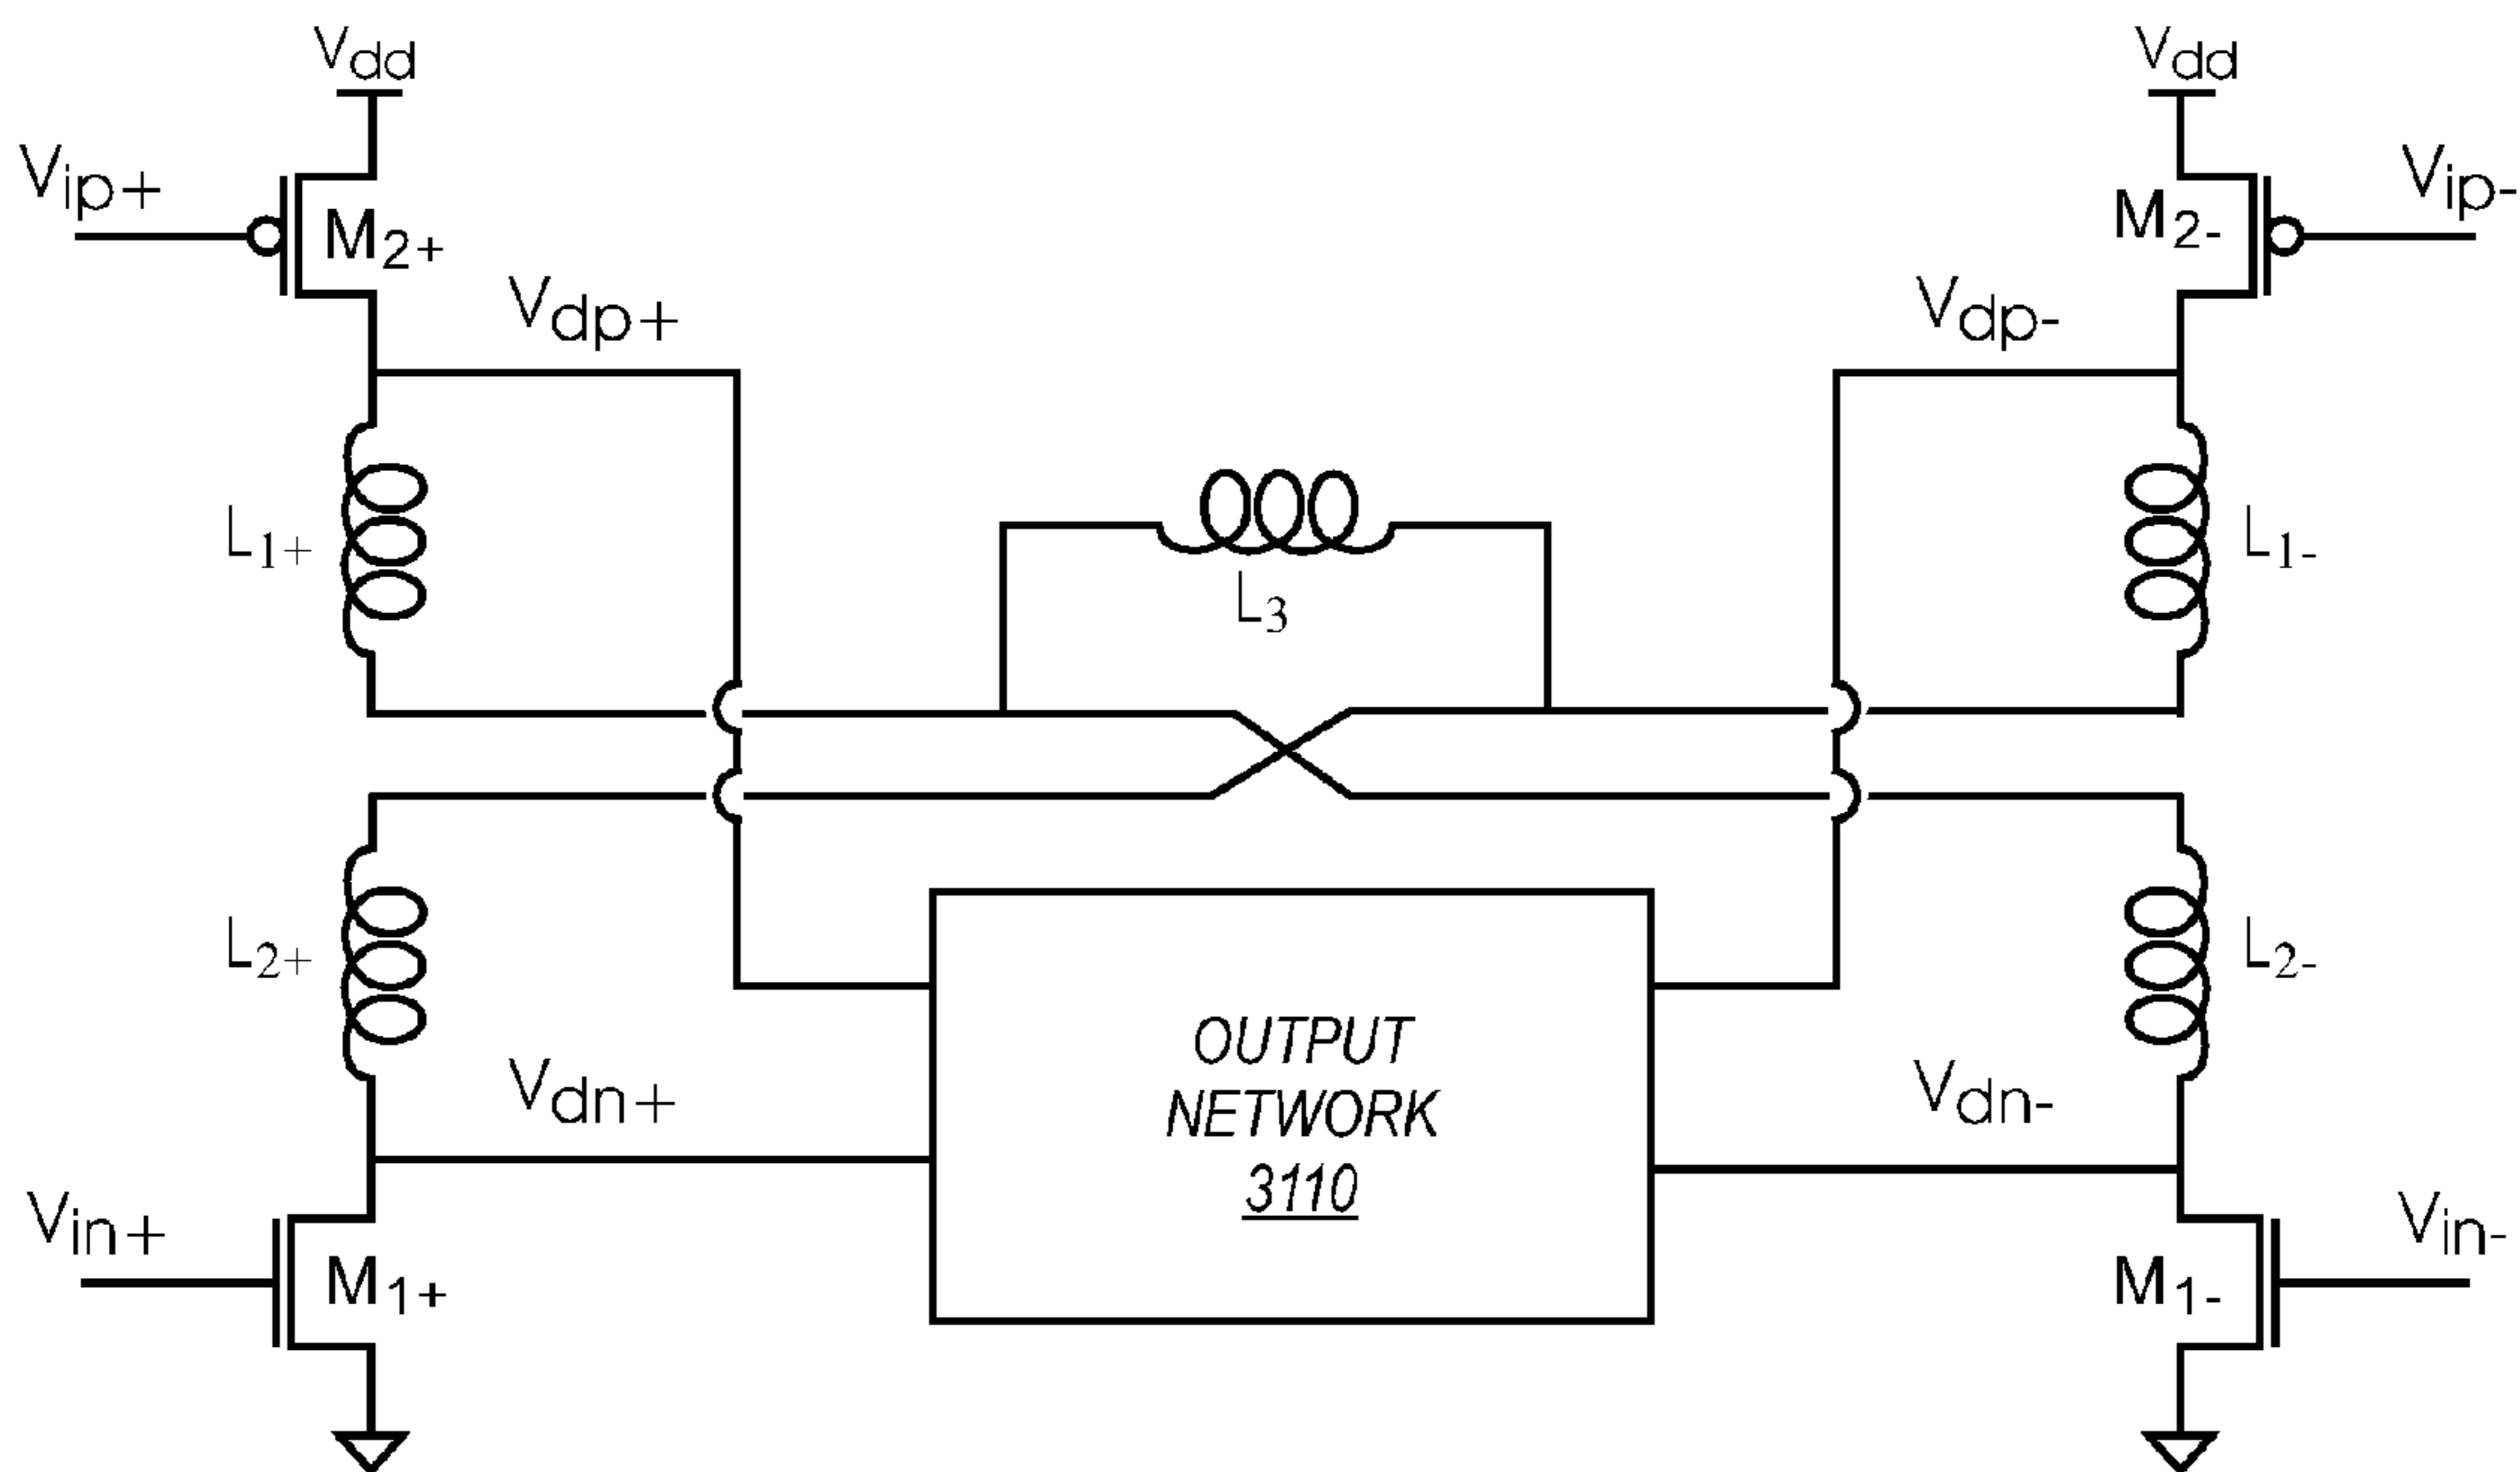 Vdd
Vdd
Vip+
Vip-
M2+
M2-
Vdp+
Vdp-
L1+
L1-
L3
L2+
L2-
OUTPUT
NETWORK
3110
Vdn+
Vdn-
Vin+
Vin-
M1+
M1-